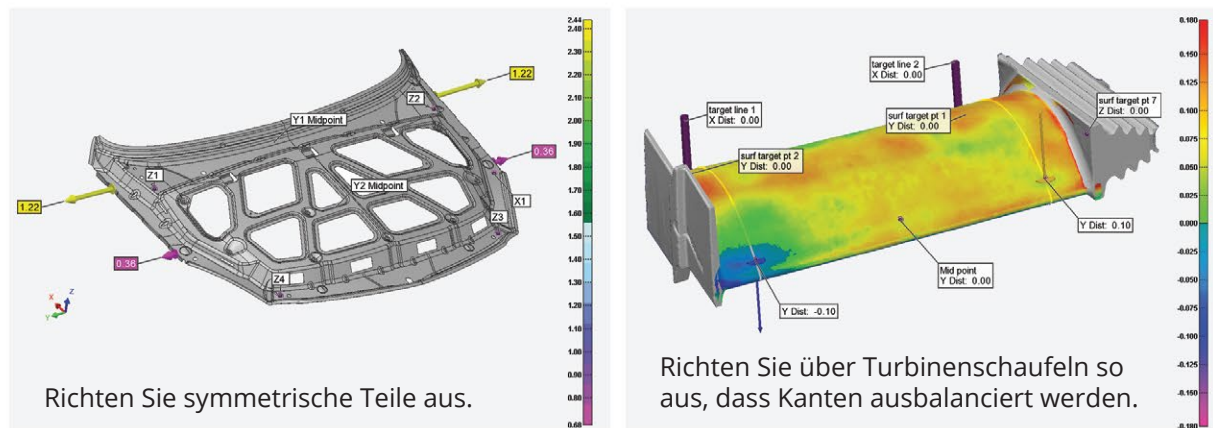 2.44
2.40
2.30
2.20
2.10
2.00
1.90
1.80
1.70
1.60
1.50
1.40
1.30
1.20
1.10
1.00
0.90
0.80
0.68
1.22
Z2
Y1 Midpoint
0.36
Z1
Y2 Midpoint
X1
1.22
Z3
0.36
Z4
X
Y
Z
Richten Sie symmetrische Teile aus.
0.180
0.150
0.125
0.100
0.075
0.050
0.025
0.000
-0.025
-0.050
-0.075
-0.100
-0.125
-0.150
-0.180
target line 2
X Dist: 0.00
target line 1
X Dist: 0.00
surf target pt 1
Y Dist: 0.00
surf target pt 7
Z Dist: 0.00
surf target pt 2
Y Dist: 0.00
Y Dist: 0.10
Mid point
Y Dist: 0.00
Y Dist: -0.10
Richten Sie über Turbinenschaufeln so
aus, dass Kanten ausbalanciert werden.